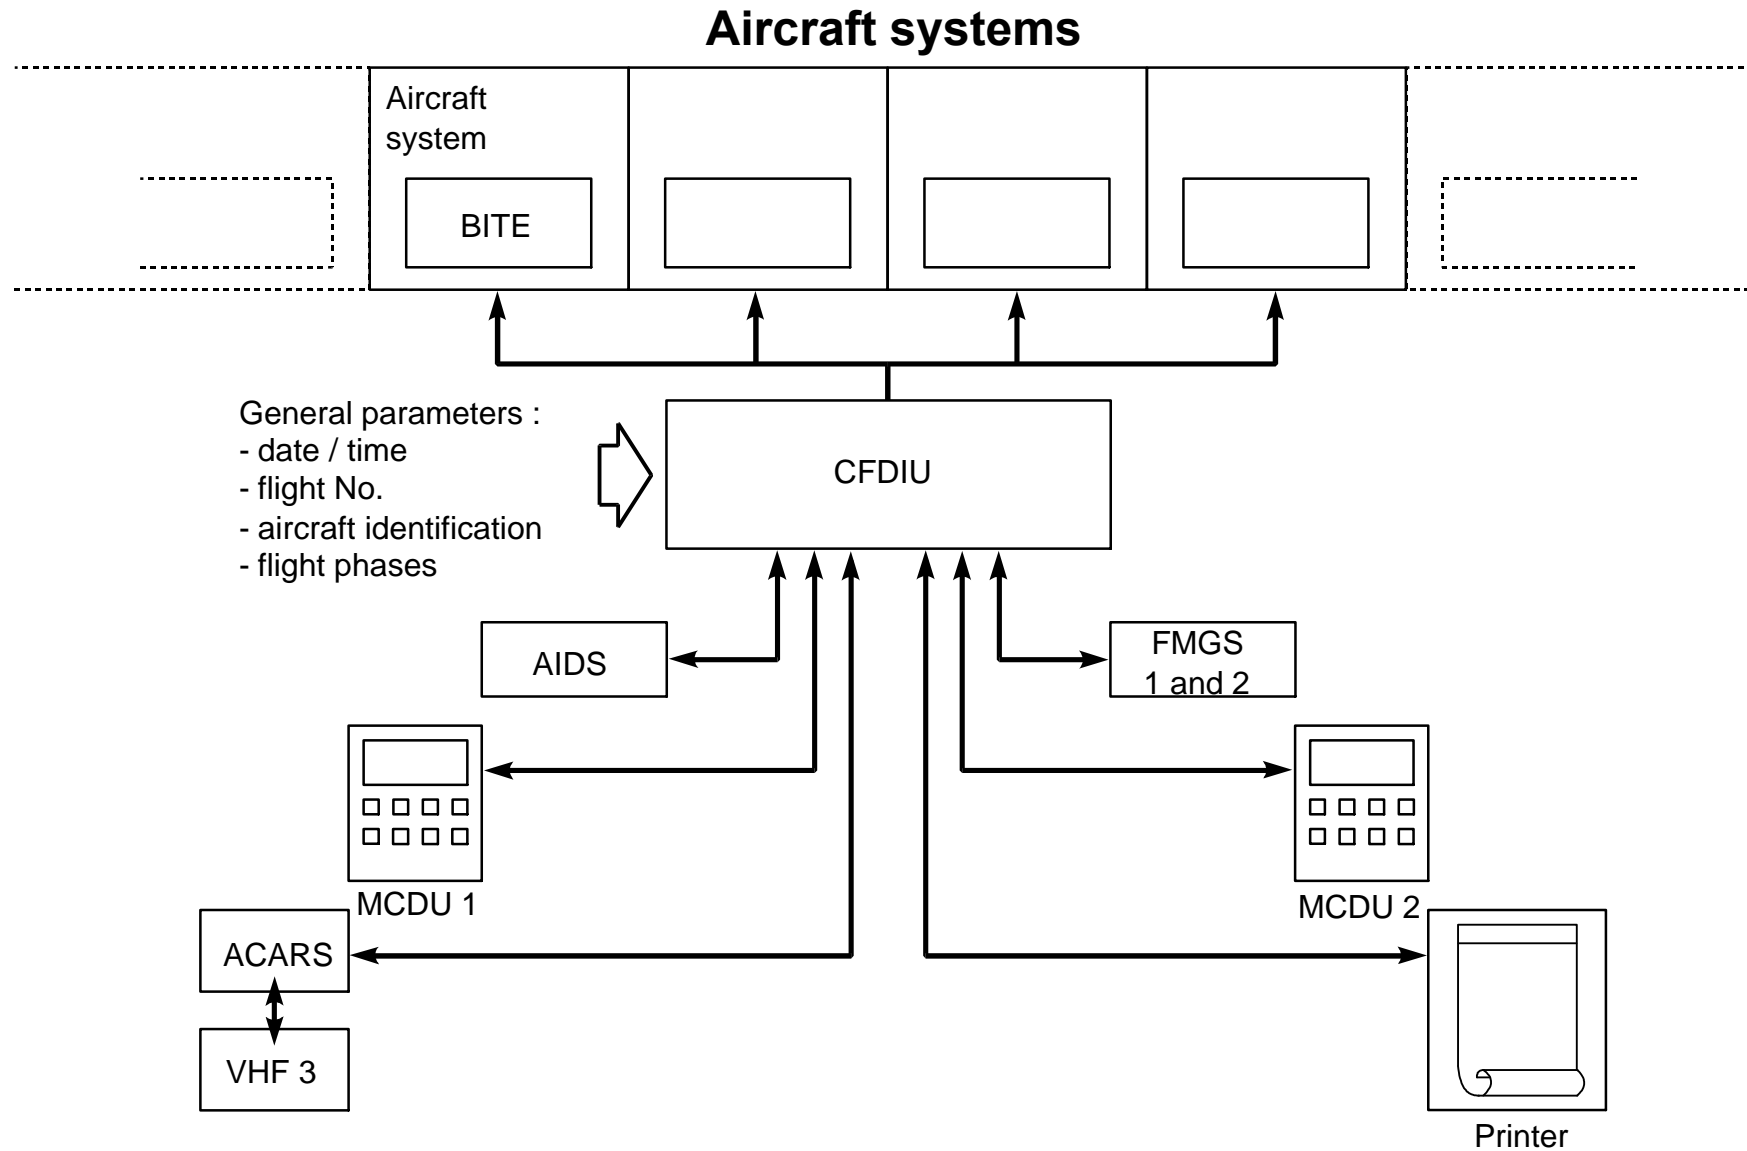 Aircraft systems
Aircraft
system
BITE
General parameters :
- date / time
- flight No.
- aircraft identification
- flight phases
CFDIU
AIDS
FMGS
1 and 2
MCDU 1
MCDU 2
ACARS
VHF 3
Printer